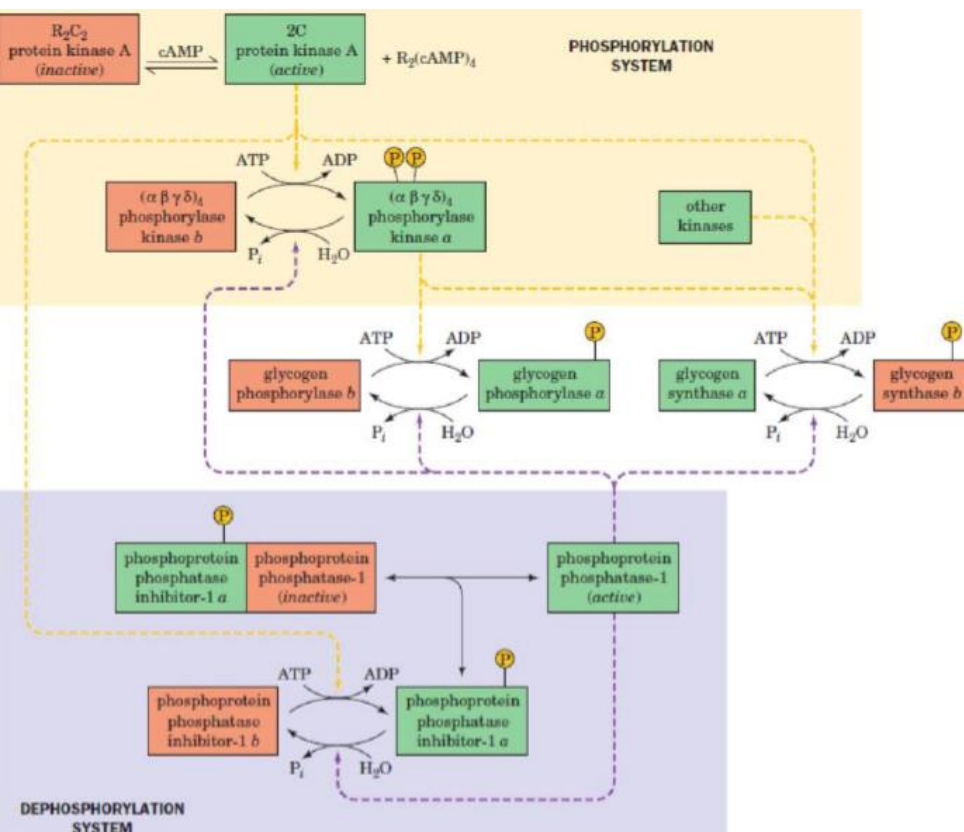 R₂C₂
protein kinase A
(inactive)
cAMP
2C
protein kinase A
(active)
+ R₂(cAMP)₄
PHOSPHORYLATION
SYSTEM
ATP
ADP
P P
(α β γ δ)₄
phosphorylase
kinase b
(α β γ δ)₄
phosphorylase
kinase a
Pi
H₂O
other
kinases
ATP
ADP
P
glycogen
phosphorylase b
glycogen
phosphorylase a
Pi
H₂O
ATP
ADP
P
glycogen
synthase a
glycogen
synthase b
Pi
H₂O
P
phosphoprotein
phosphatase
inhibitor-1 a
phosphoprotein
phosphatase-1
(inactive)
phosphoprotein
phosphatase-1
(active)
ATP
ADP
P
phosphoprotein
phosphatase
inhibitor-1 b
phosphoprotein
phosphatase
inhibitor-1 a
Pi
H₂O
DEPHOSPHORYLATION
SYSTEM